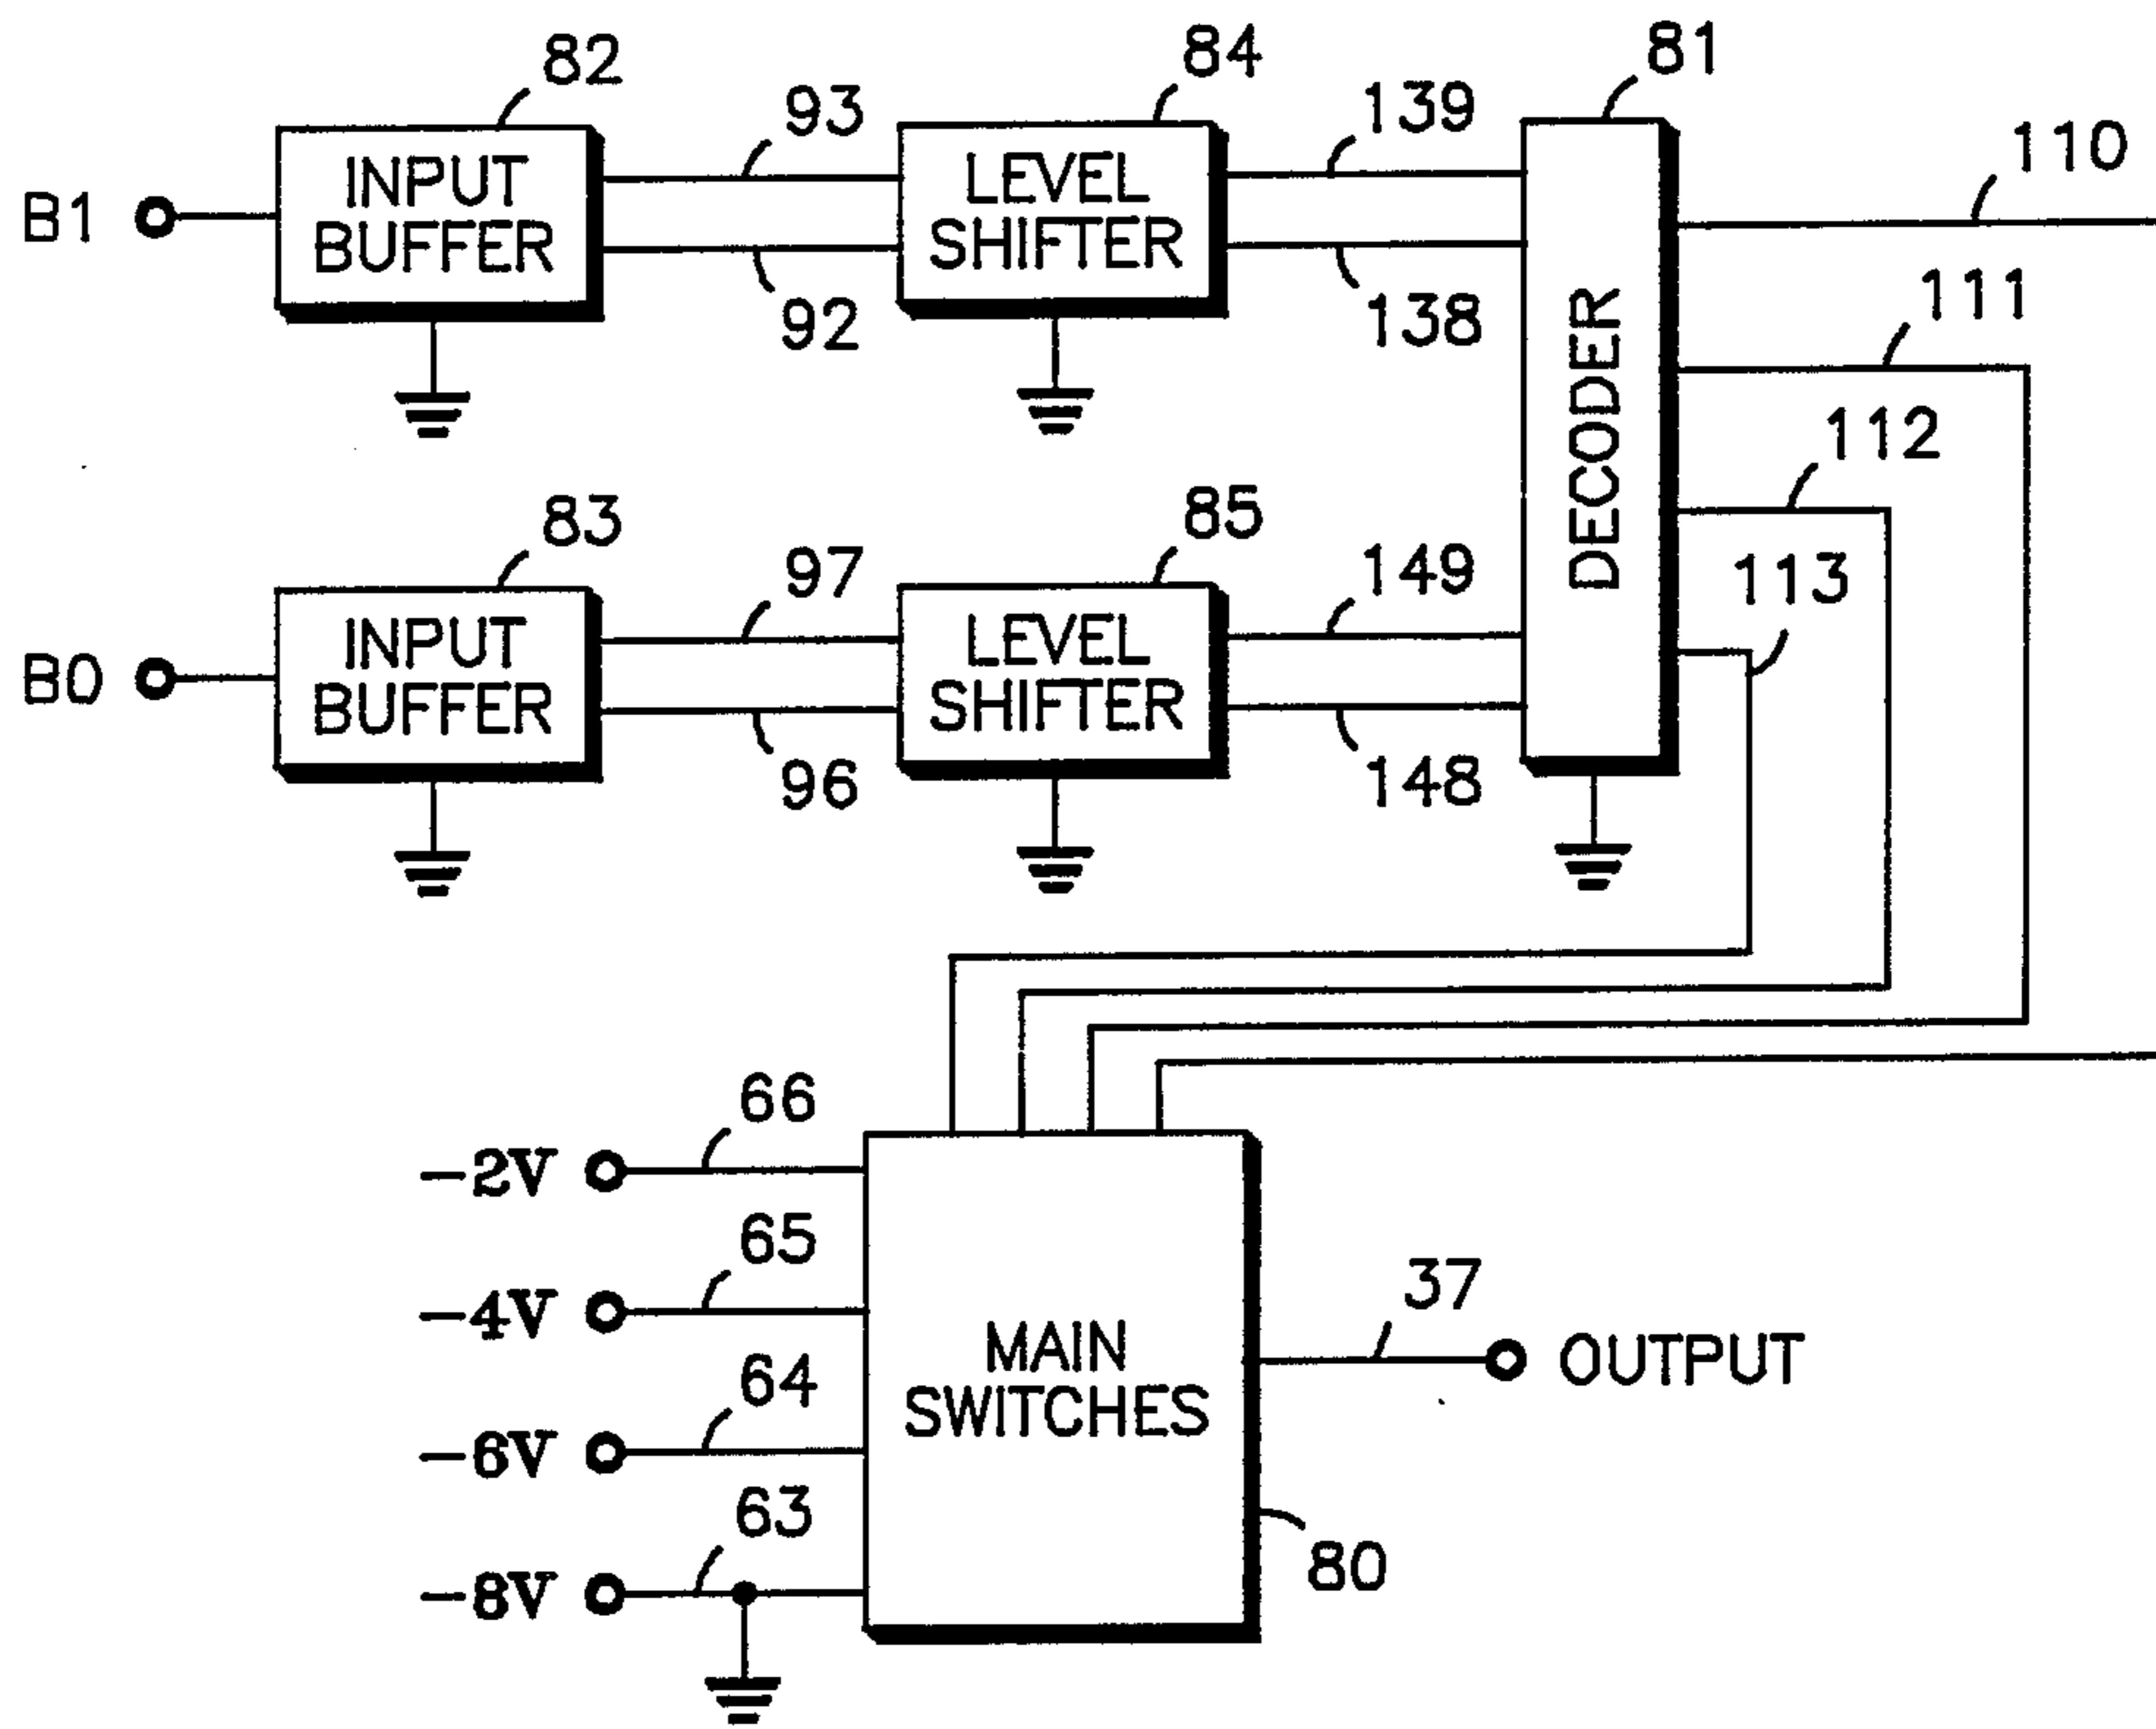 82
84
81
93
139
110
B1
INPUT
BUFFER
LEVEL
SHIFTER
92
138
111
DECODER
112
83
85
97
149
113
B0
INPUT
BUFFER
LEVEL
SHIFTER
96
148
66
-2V
65
-4V
64
-6V
63
-8V
MAIN
SWITCHES
37
OUTPUT
80